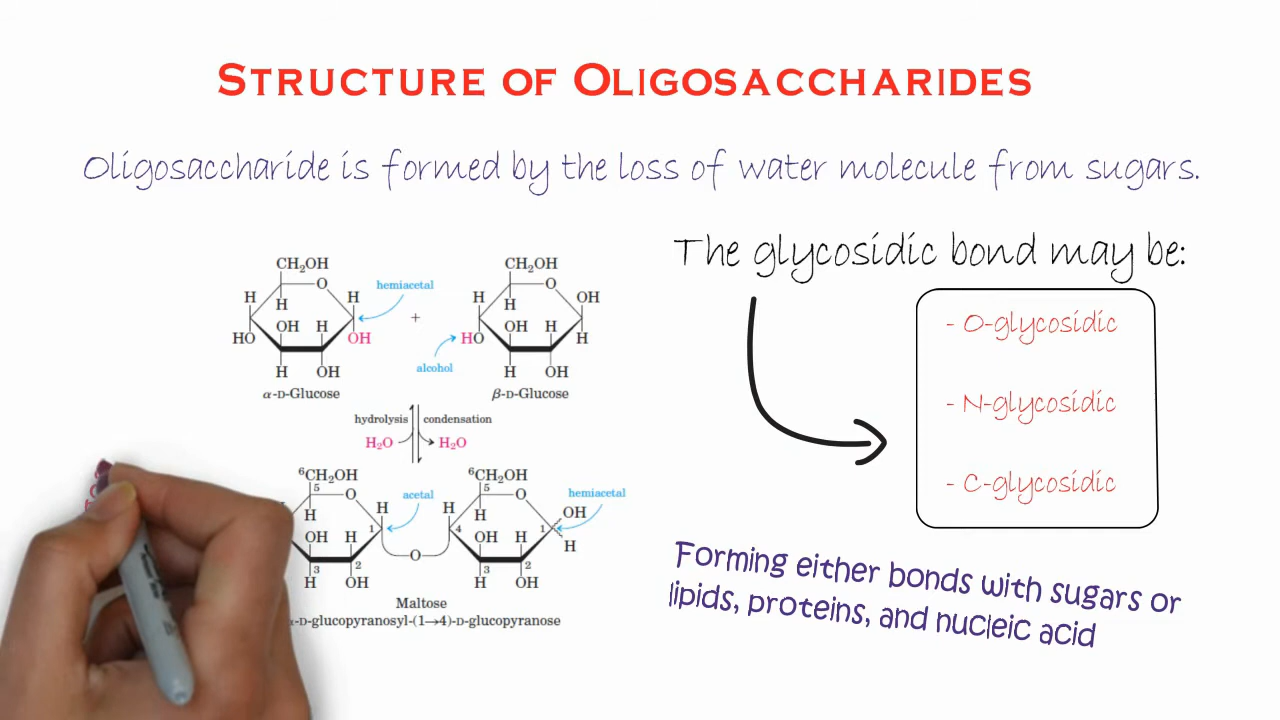 STRUCTURE OF OLIGOSACCHARIDES
Oligosaccharide is formed by the loss of water molecule from sugars.
The glycosidic bond may be:
- O-glycosidic
- N-glycosidic
- C-glycosidic
Forming either bonds with sugars or
lipids, proteins, and nucleic acid
CH₂OH
O
H
H
H
hemiacetal
OH
H
HO
OH
H
OH
α-D-Glucose
+
CH₂OH
O
H
H
OH
OH
H
HO
H
alcohol
H
OH
β-D-Glucose
hydrolysis
condensation
H₂O
H₂O
⁶CH₂OH
5
O
H
H
acetal
OH
H
1
3
2
H
OH
O
⁶CH₂OH
5
O
hemiacetal
H
H
OH
4
OH
H
1
H
3
2
H
OH
Maltose
-D-glucopyranosyl-(1→4)-D-glucopyranose